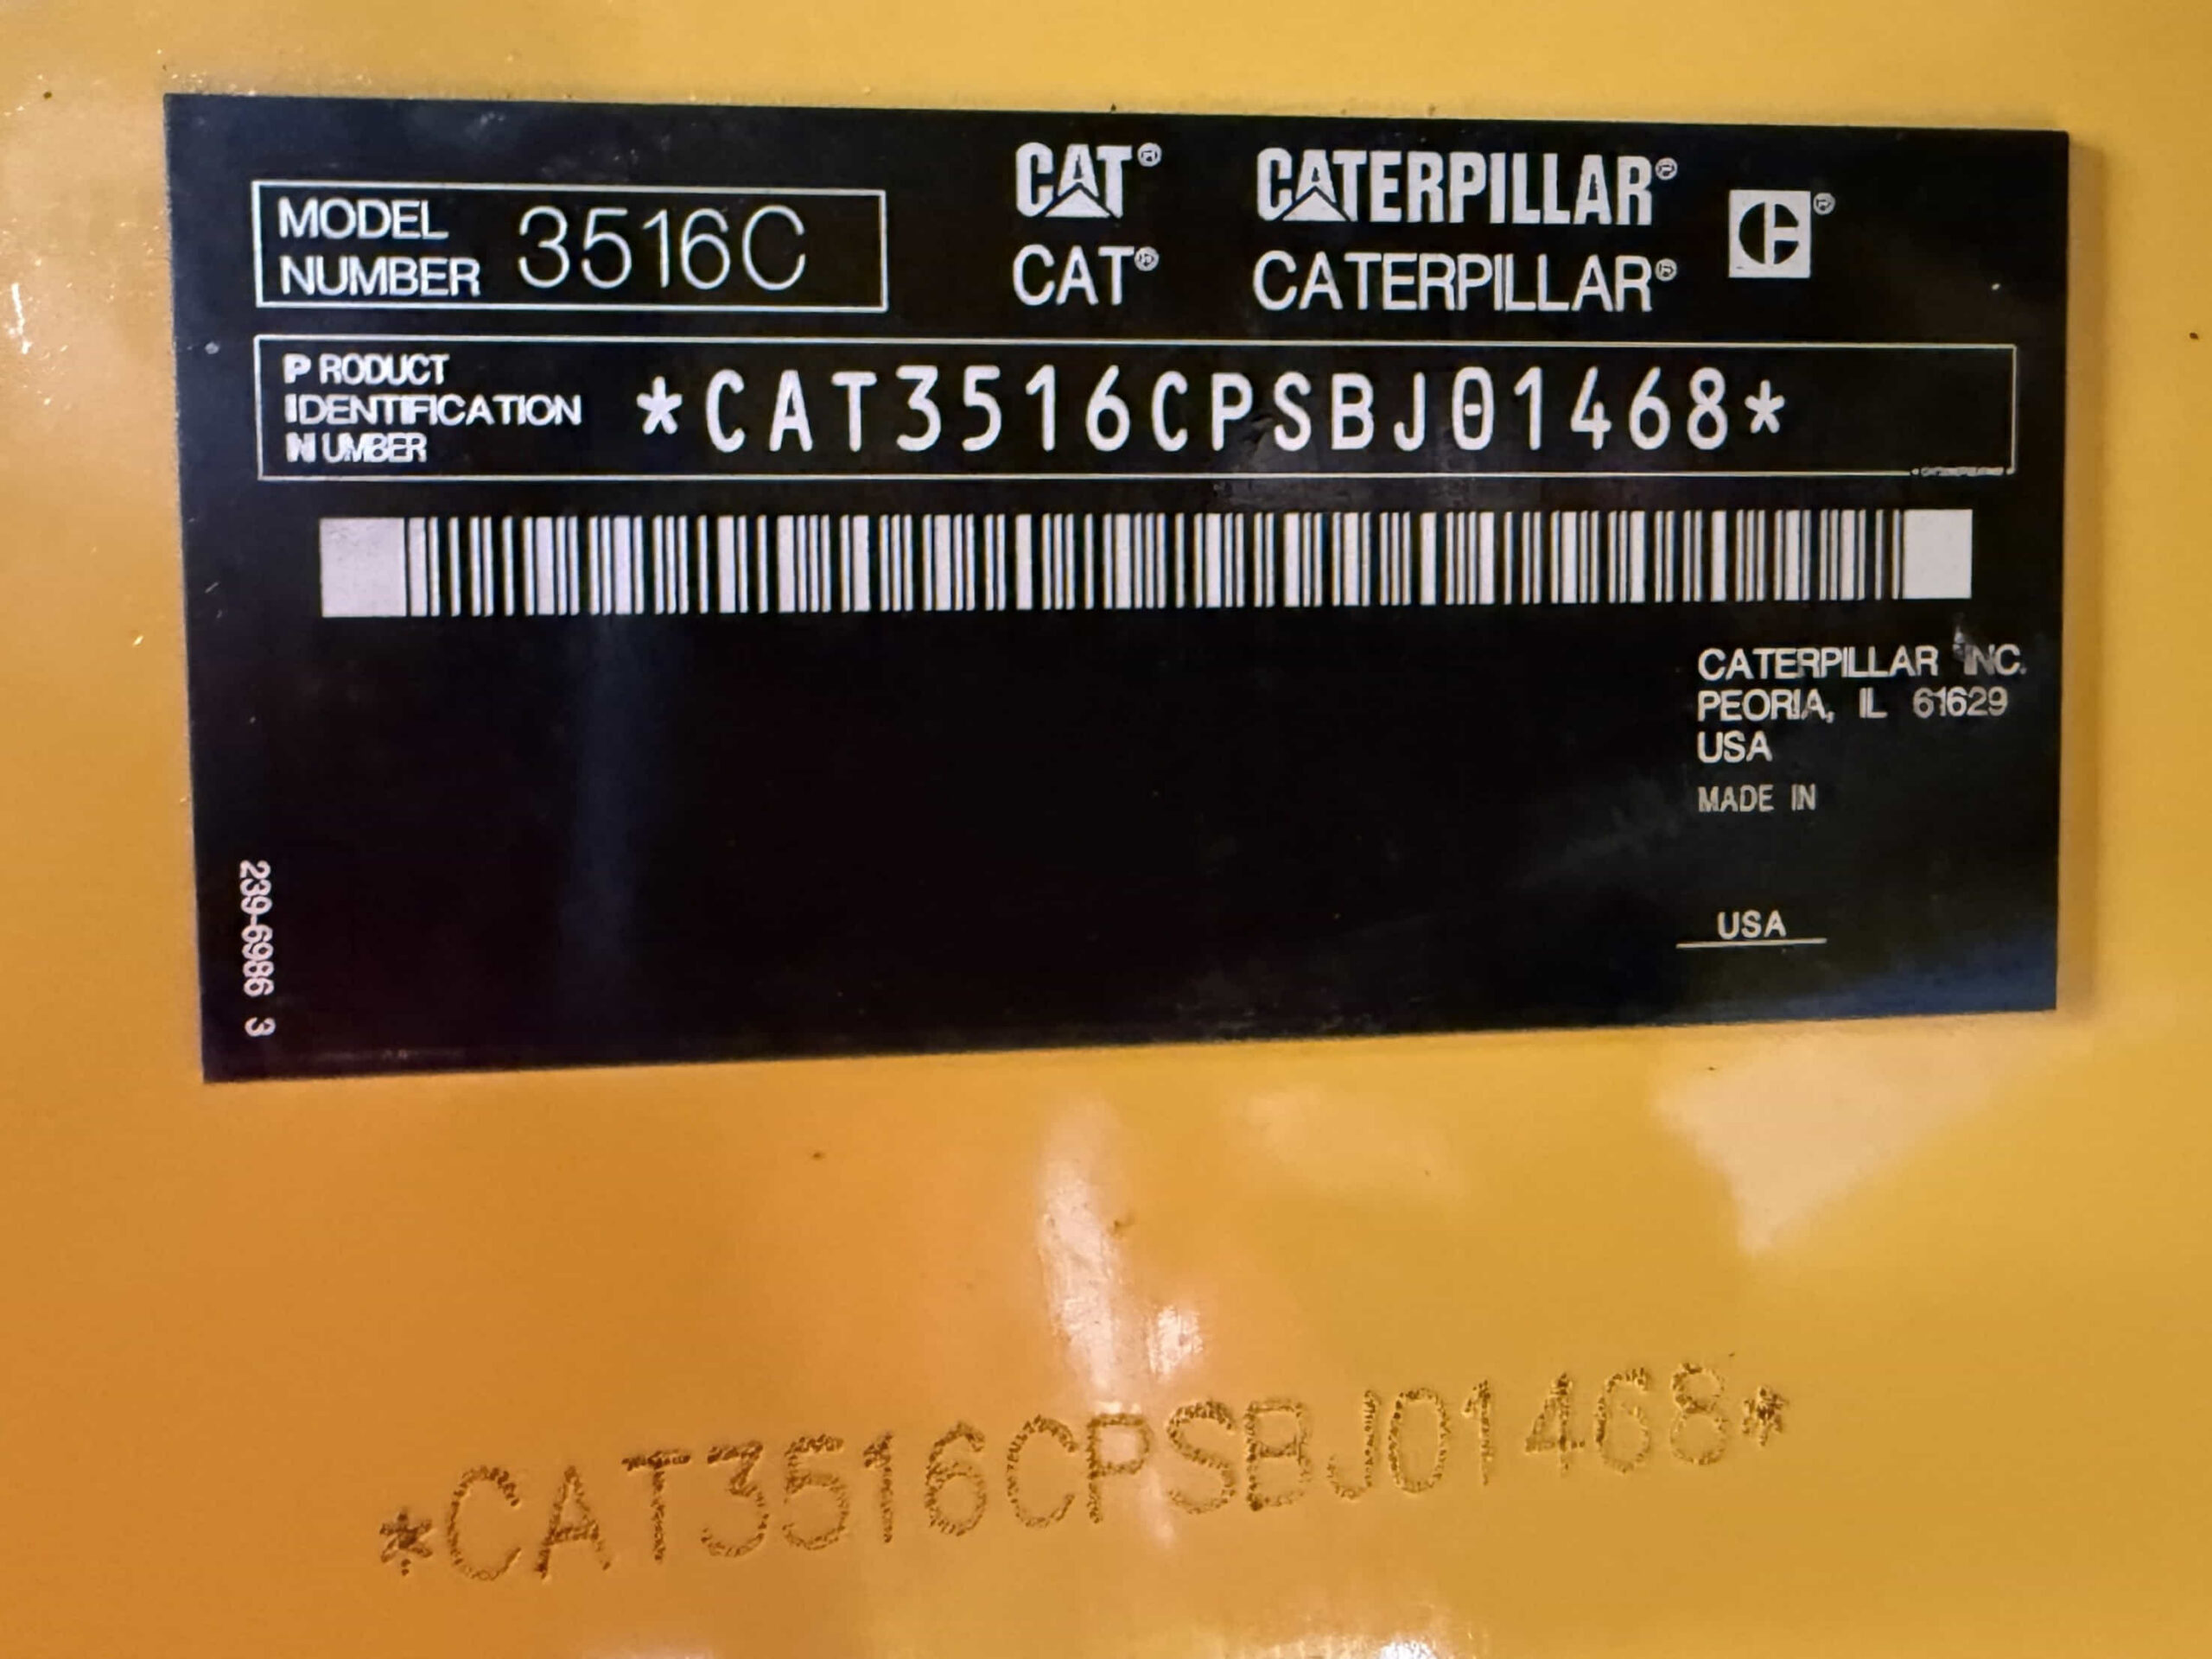 MODEL NUMBER 3516C
CAT® CATERPILLAR®
CAT® CATERPILLAR®
PRODUCT
IDENTIFICATION
NUMBER
*CAT3516CPSBJ01468*
CATERPILLAR INC.
PEORIA, IL 61629
USA
MADE IN
USA
239-6986 3
*CAT3516CPSBJ01468*